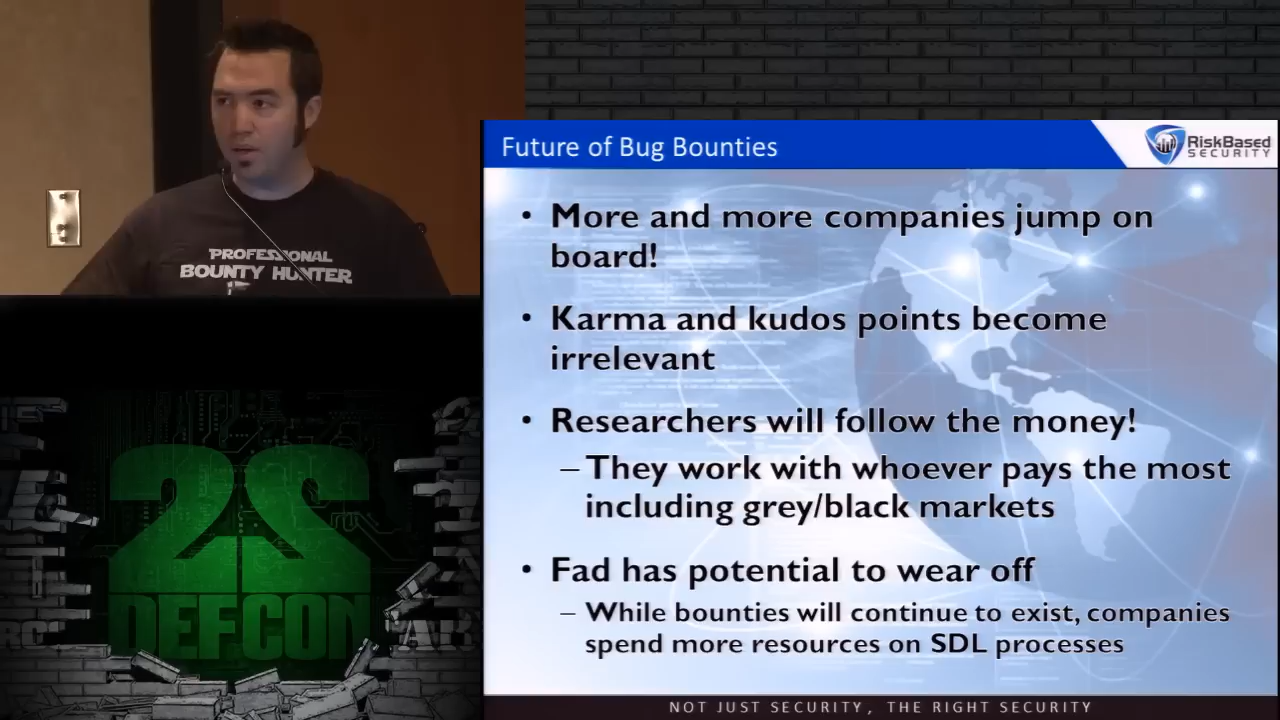 PROFESSIONAL
BOUNTY HUNTER
Future of Bug Bounties
RiskBased
SECURITY
• More and more companies jump on
board!
• Karma and kudos points become
irrelevant
• Researchers will follow the money!
– They work with whoever pays the most
including grey/black markets
• Fad has potential to wear off
– While bounties will continue to exist, companies
spend more resources on SDL processes
22
DEFCON
NOT JUST SECURITY, THE RIGHT SECURITY